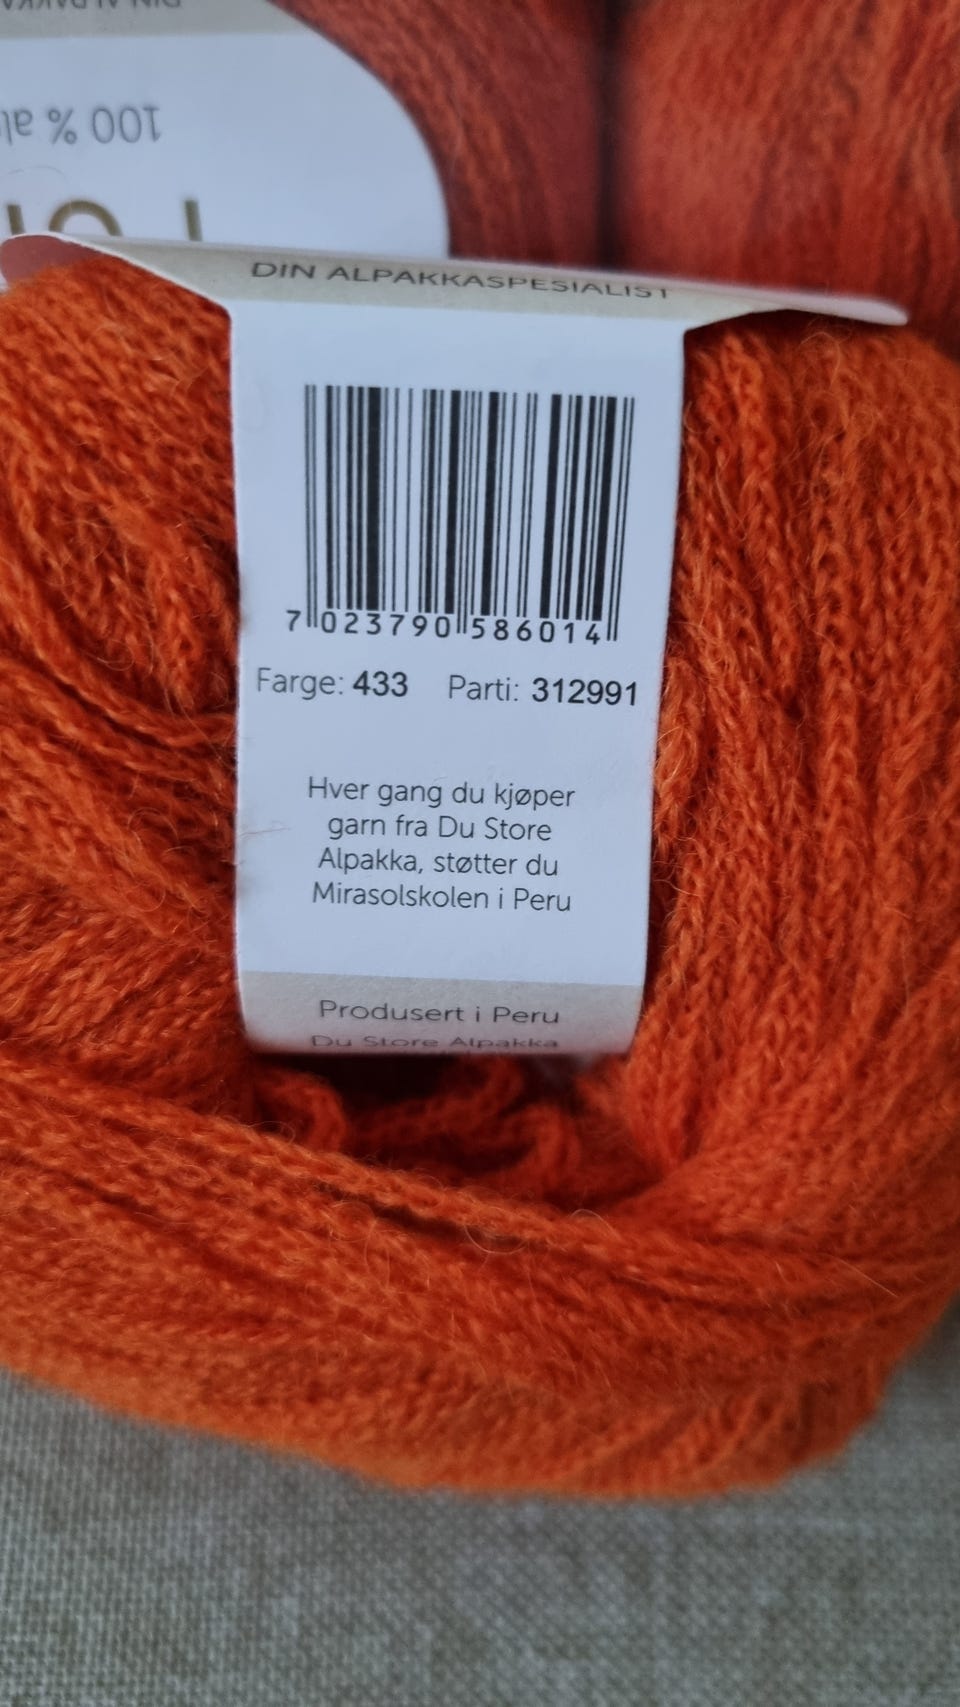 100 % al
DIN ALPAKKASPESIALIST
7 023790 586014
Farge: 433 Parti: 312991
Hver gang du kjøper
garn fra Du Store
Alpakka, støtter du
Mirasolskolen i Peru
Produsert i Peru
Du Store Alpakka